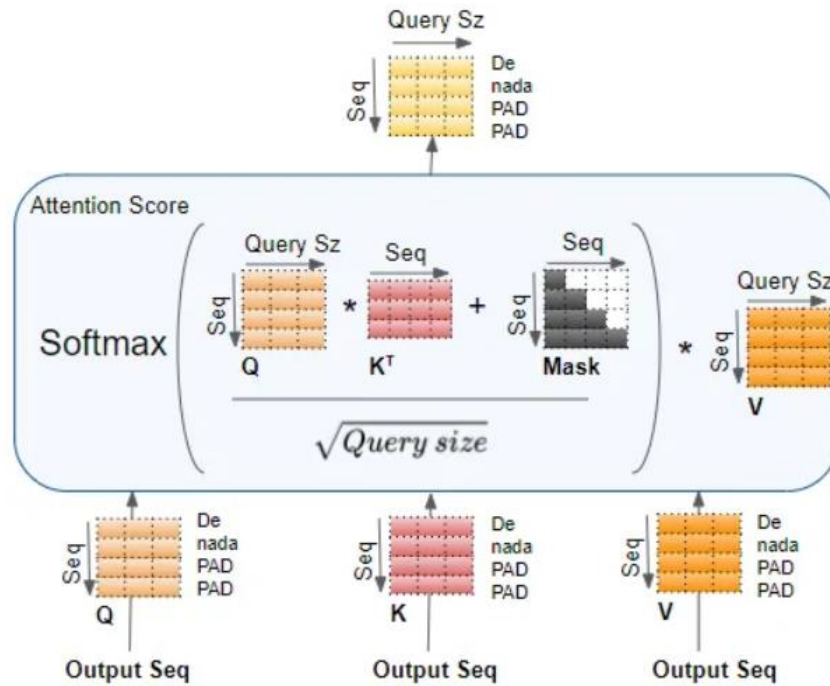 Query Sz
Seq
De
nada
PAD
PAD
Attention Score
Softmax
Query Sz
Seq
Q
*
Seq
Kᵀ
+
Seq
Seq
Mask
√Query size
*
Query Sz
Seq
V
Seq
De
nada
PAD
PAD
Q
Output Seq
Seq
De
nada
PAD
PAD
K
Output Seq
Seq
De
nada
PAD
PAD
V
Output Seq